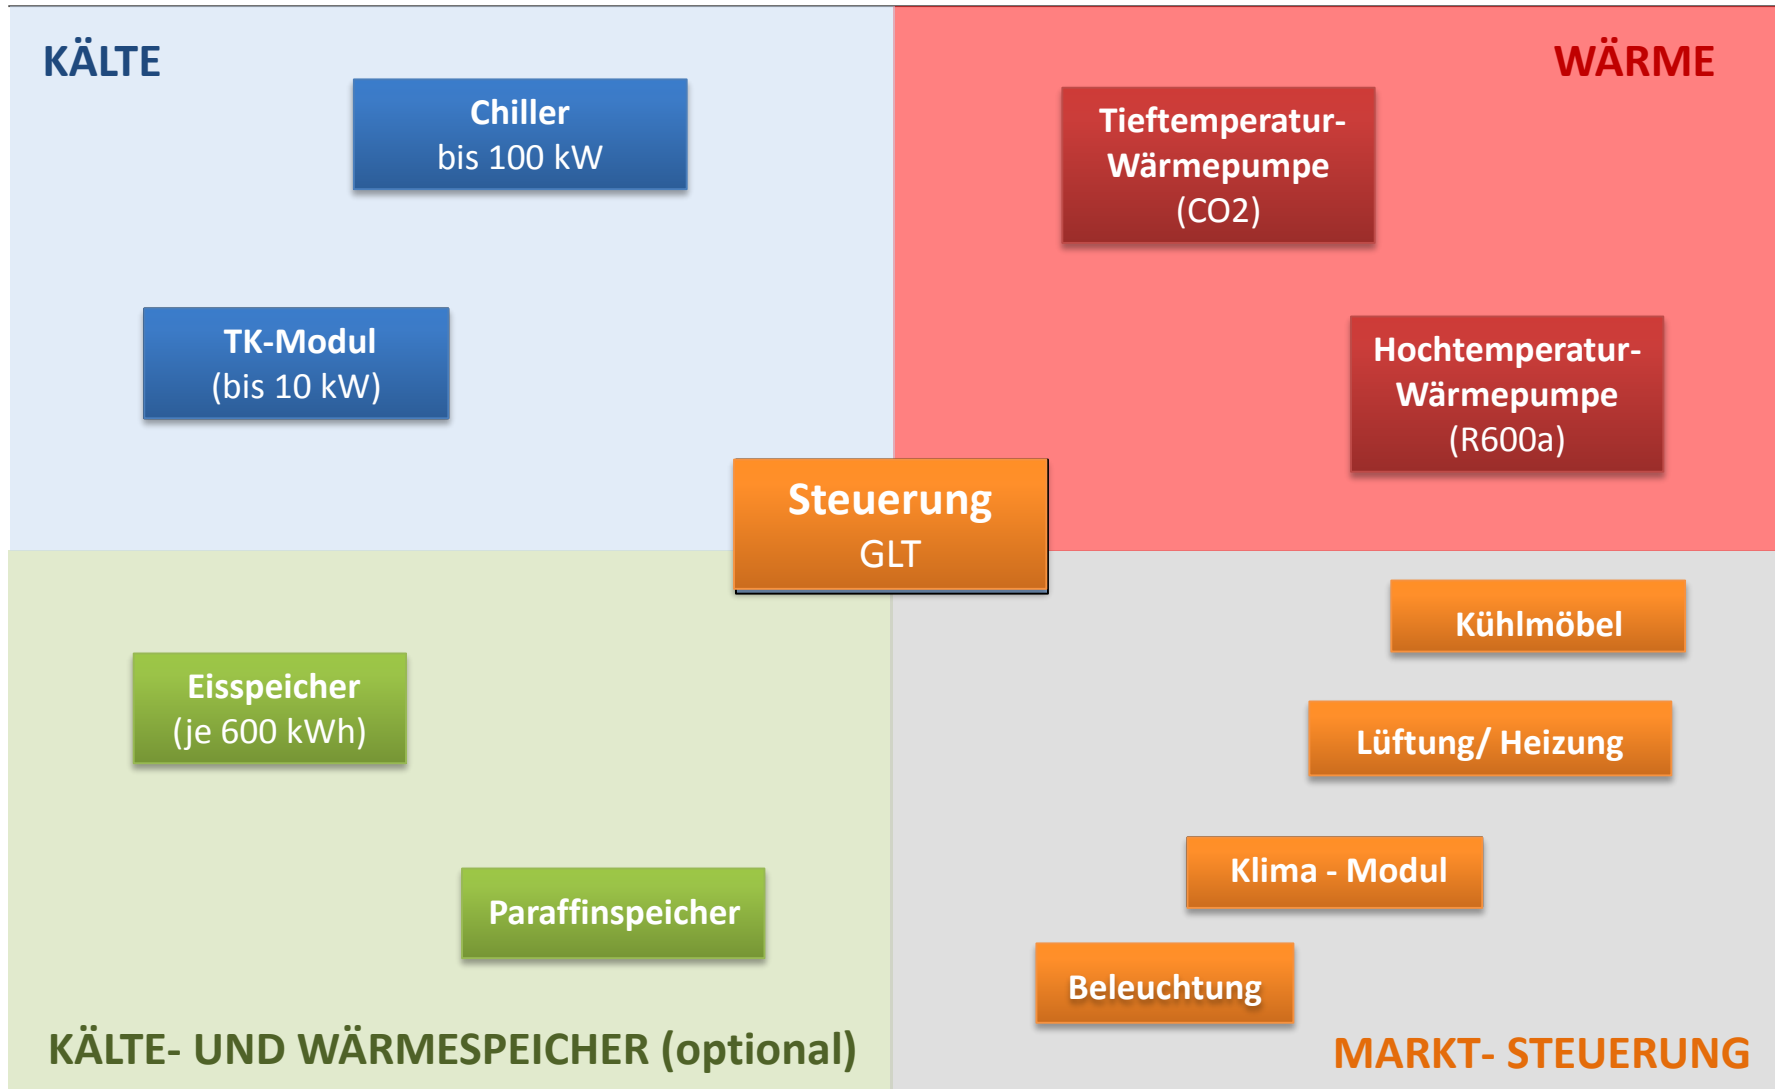 KÄLTE
Chiller
bis 100 kW
TK-Modul
(bis 10 kW)
WÄRME
Tieftemperatur-
Wärmepumpe
(CO2)
Hochtemperatur-
Wärmepumpe
(R600a)
Steuerung
GLT
Eisspeicher
(je 600 kWh)
Paraffinspeicher
KÄLTE- UND WÄRMESPEICHER (optional)
Kühlmöbel
Lüftung/ Heizung
Klima - Modul
Beleuchtung
MARKT- STEUERUNG